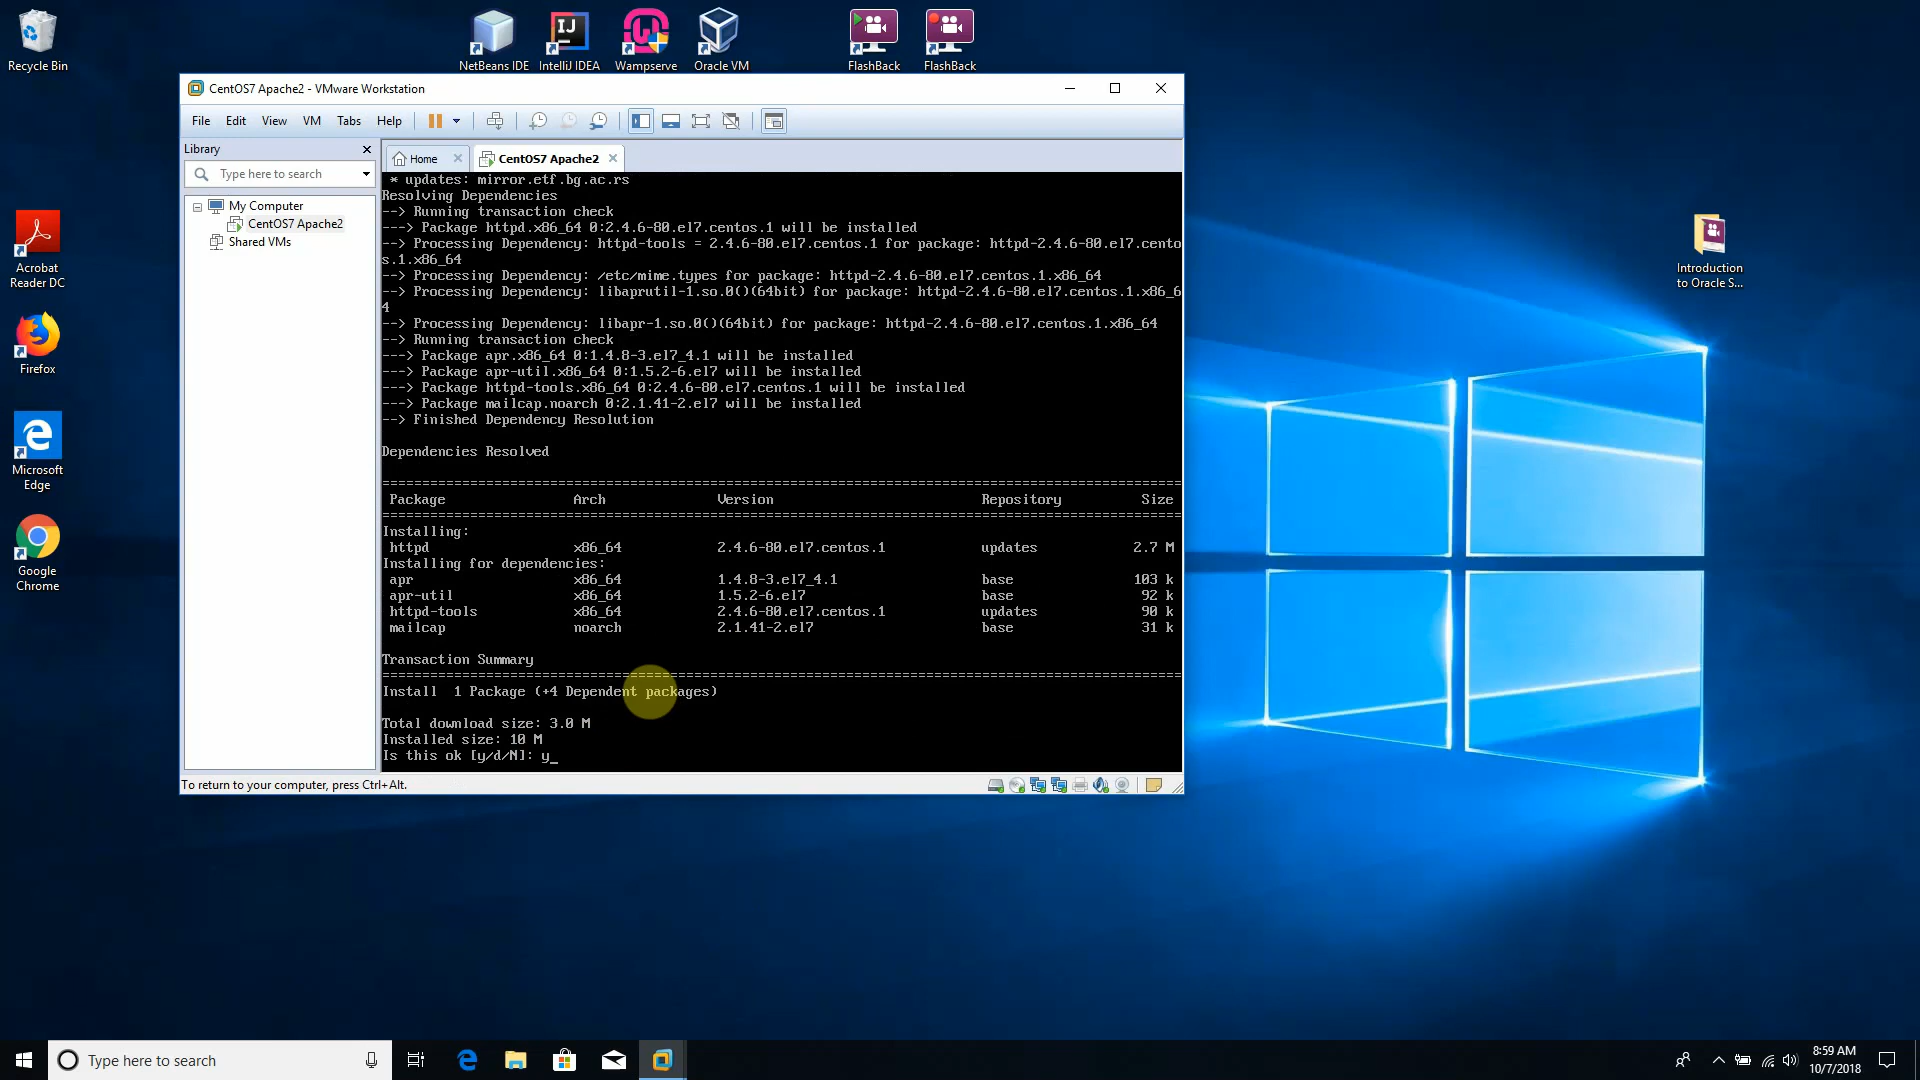 Recycle Bin
NetBeans IDE
IntelliJ IDEA
Wampserve
Oracle VM
FlashBack
FlashBack
CentOS7 Apache2 - VMware Workstation
File Edit View VM Tabs Help
Library
Type here to search
My Computer
CentOS7 Apache2
Shared VMs
Home
CentOS7 Apache2
* updates: mirror.etf.bg.ac.rs
Resolving Dependencies
--> Running transaction check
---> Package httpd.x86_64 0:2.4.6-80.el7.centos.1 will be installed
--> Processing Dependency: httpd-tools = 2.4.6-80.el7.centos.1 for package: httpd-2.4.6-80.el7.cento
s.1.x86_64
--> Processing Dependency: /etc/mime.types for package: httpd-2.4.6-80.el7.centos.1.x86_64
--> Processing Dependency: libaprutil-1.so.0()(64bit) for package: httpd-2.4.6-80.el7.centos.1.x86_6
4
--> Processing Dependency: libapr-1.so.0()(64bit) for package: httpd-2.4.6-80.el7.centos.1.x86_64
--> Running transaction check
---> Package apr.x86_64 0:1.4.8-3.el7_4.1 will be installed
---> Package apr-util.x86_64 0:1.5.2-6.el7 will be installed
---> Package httpd-tools.x86_64 0:2.4.6-80.el7.centos.1 will be installed
---> Package mailcap.noarch 0:2.1.41-2.el7 will be installed
--> Finished Dependency Resolution
Dependencies Resolved
====================================================================================================
Package Arch Version Repository Size
====================================================================================================
Installing:
httpd x86_64 2.4.6-80.el7.centos.1 updates 2.7 M
Installing for dependencies:
apr x86_64 1.4.8-3.el7_4.1 base 103 k
apr-util x86_64 1.5.2-6.el7 base 92 k
httpd-tools x86_64 2.4.6-80.el7.centos.1 updates 90 k
mailcap noarch 2.1.41-2.el7 base 31 k
Transaction Summary
====================================================================================================
Install 1 Package (+4 Dependent packages)
Total download size: 3.0 M
Installed size: 10 M
Is this ok [y/d/N]: y_
To return to your computer, press Ctrl+Alt.
Acrobat
Reader DC
Firefox
Microsoft
Edge
Google
Chrome
Introduction
to Oracle S...
Type here to search
8:59 AM
10/7/2018